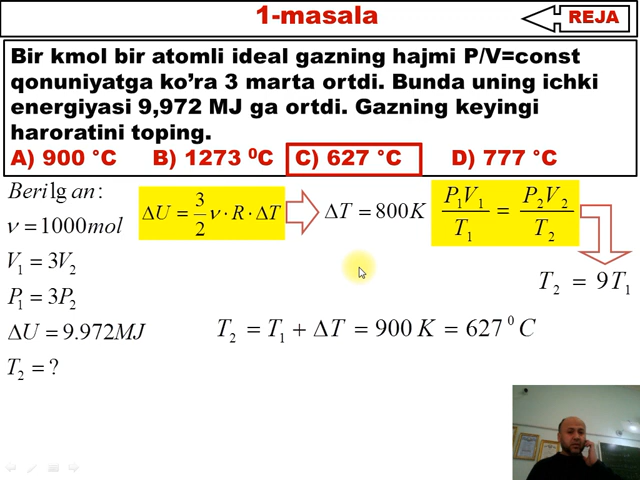 1-masala
REJA
Bir kmol bir atomli ideal gazning hajmi P/V=const
qonuniyatga ko’ra 3 marta ortdi. Bunda uning ichki
energiyasi 9,972 MJ ga ortdi. Gazning keyingi
haroratini toping.
A) 900 °C B) 1273 ⁰C C) 627 °C D) 777 °C
Berilgan:
ν = 1000mol
V₁ = 3V₂
P₁ = 3P₂
ΔU = 9.972MJ
T₂ = ?
ΔU = 3/2 ν · R · ΔT
ΔT = 800K
P₁V₁/T₁ = P₂V₂/T₂
T₂ = 9T₁
T₂ = T₁ + ΔT = 900K = 627⁰C